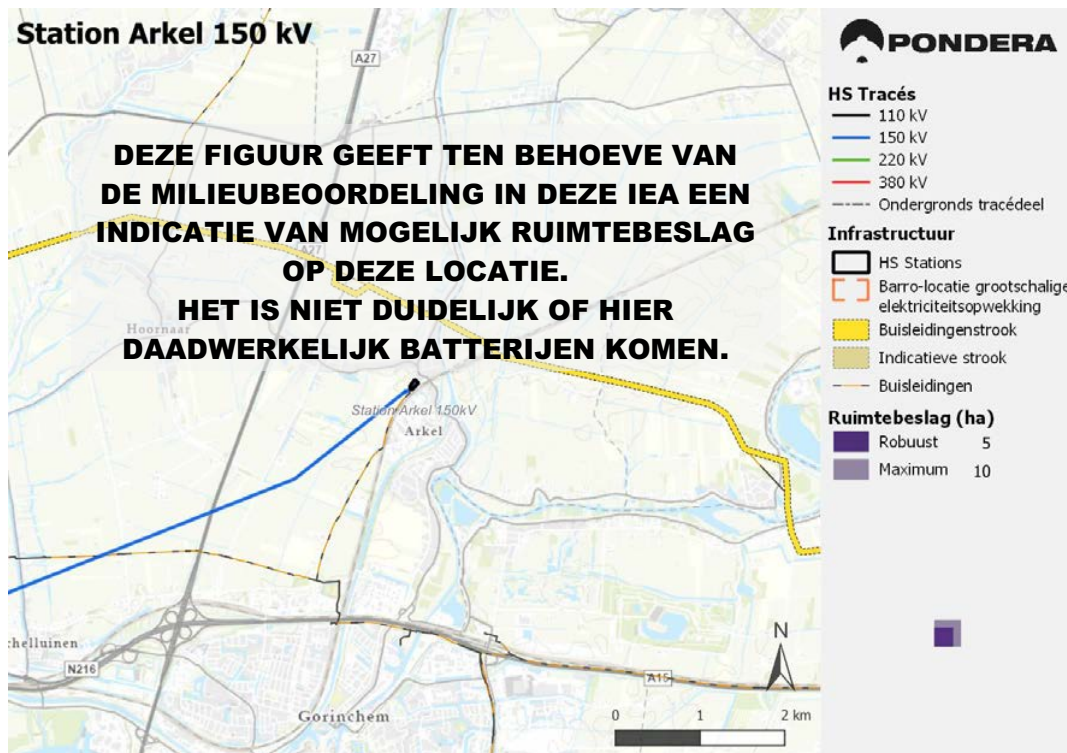 Station Arkel 150 kV
A27
DEZE FIGUUR GEEFT TEN BEHOEVE VAN
DE MILIEUBEOORDELING IN DEZE IEA EEN
INDICATIE VAN MOGELIJK RUIMTEBESLAG
OP DEZE LOCATIE.
HET IS NIET DUIDELIJK OF HIER
DAADWERKELIJK BATTERIJEN KOMEN.
A27
Hoornaar
Station Arkel 150kV
Arkel
chelluinen
N216
Gorinchem
A15
N
0 1 2 km
PONDERA
HS Tracés
110 kV
150 kV
220 kV
380 kV
Ondergronds tracédeel
Infrastructuur
HS Stations
Barro-locatie grootschalige
elektriciteitsopwekking
Buisleidingenstrook
Indicatieve strook
Buisleidingen
Ruimtebeslag (ha)
Robuust 5
Maximum 10